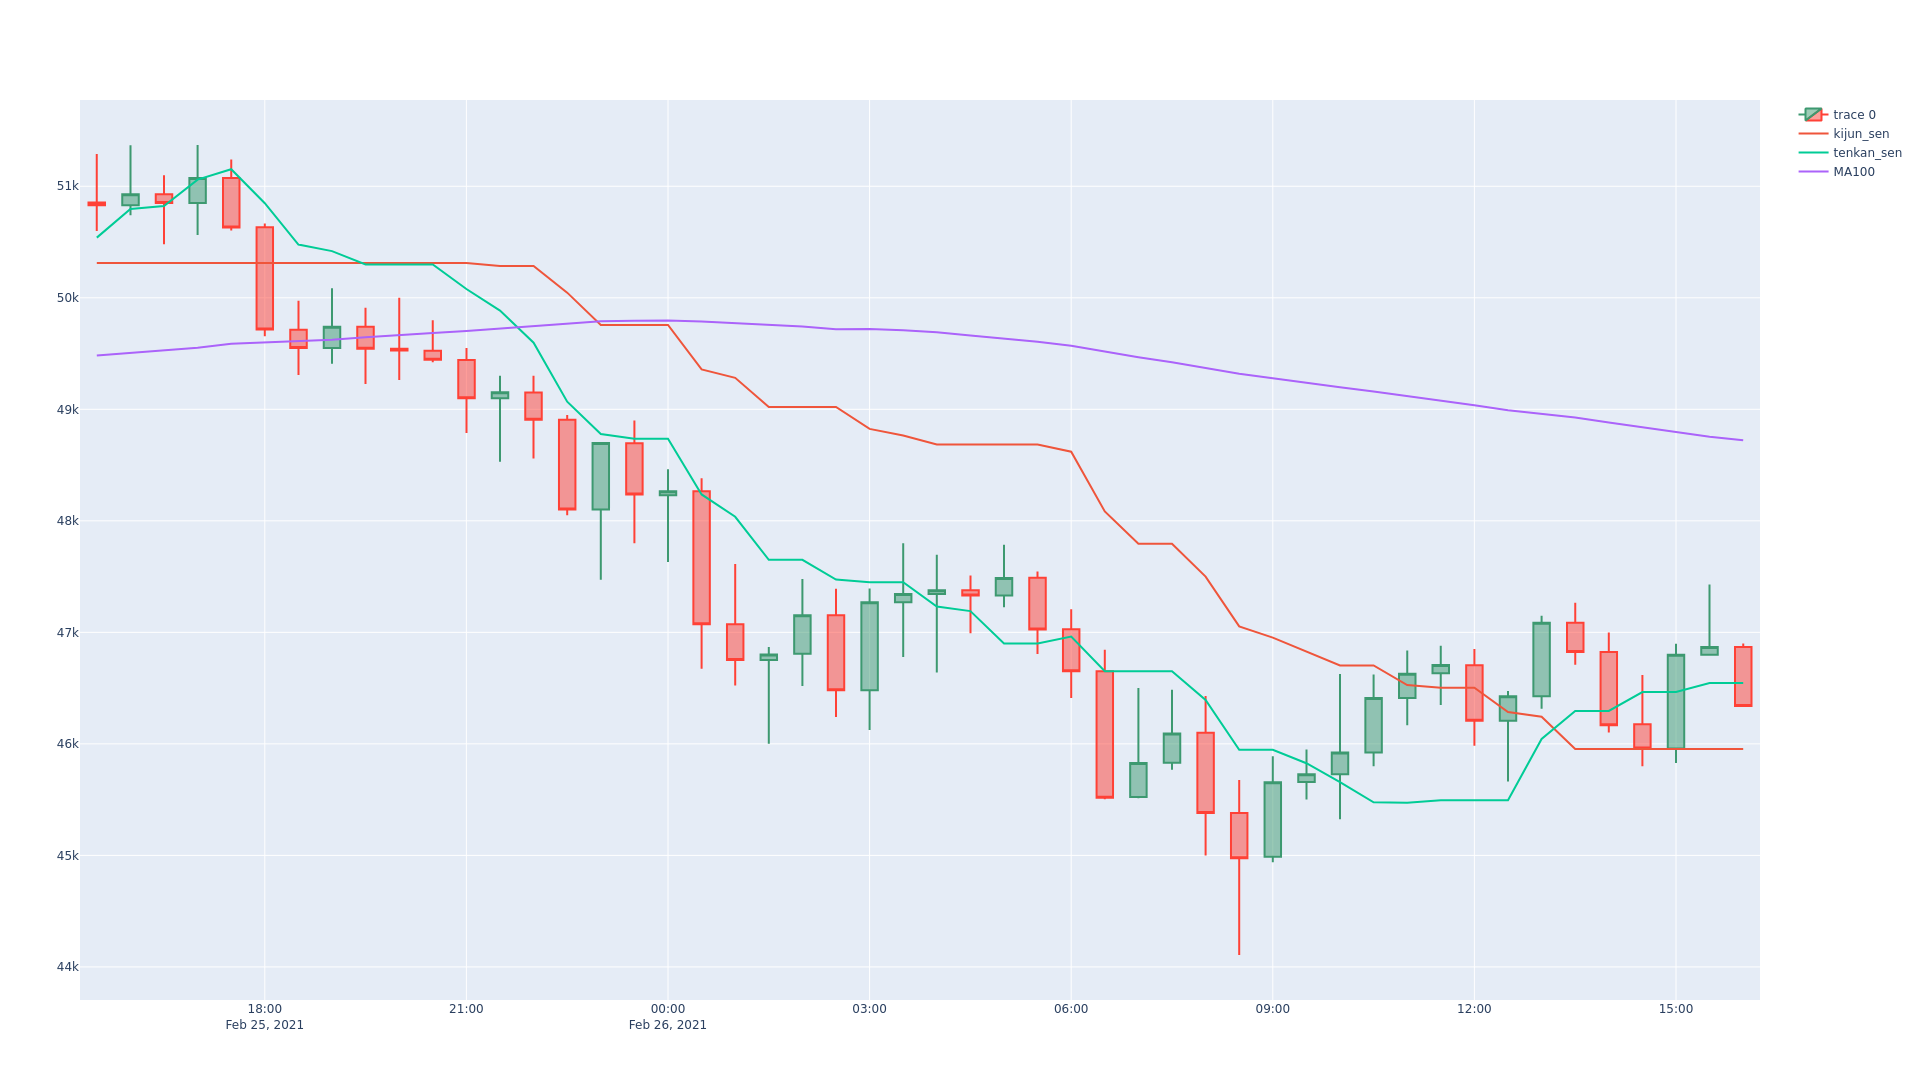 trace 0
kijun_sen
tenkan_sen
MA100
51k
50k
49k
48k
47k
46k
45k
44k
18:00 21:00 00:00 03:00 06:00 09:00 12:00 15:00
Feb 25, 2021 Feb 26, 2021